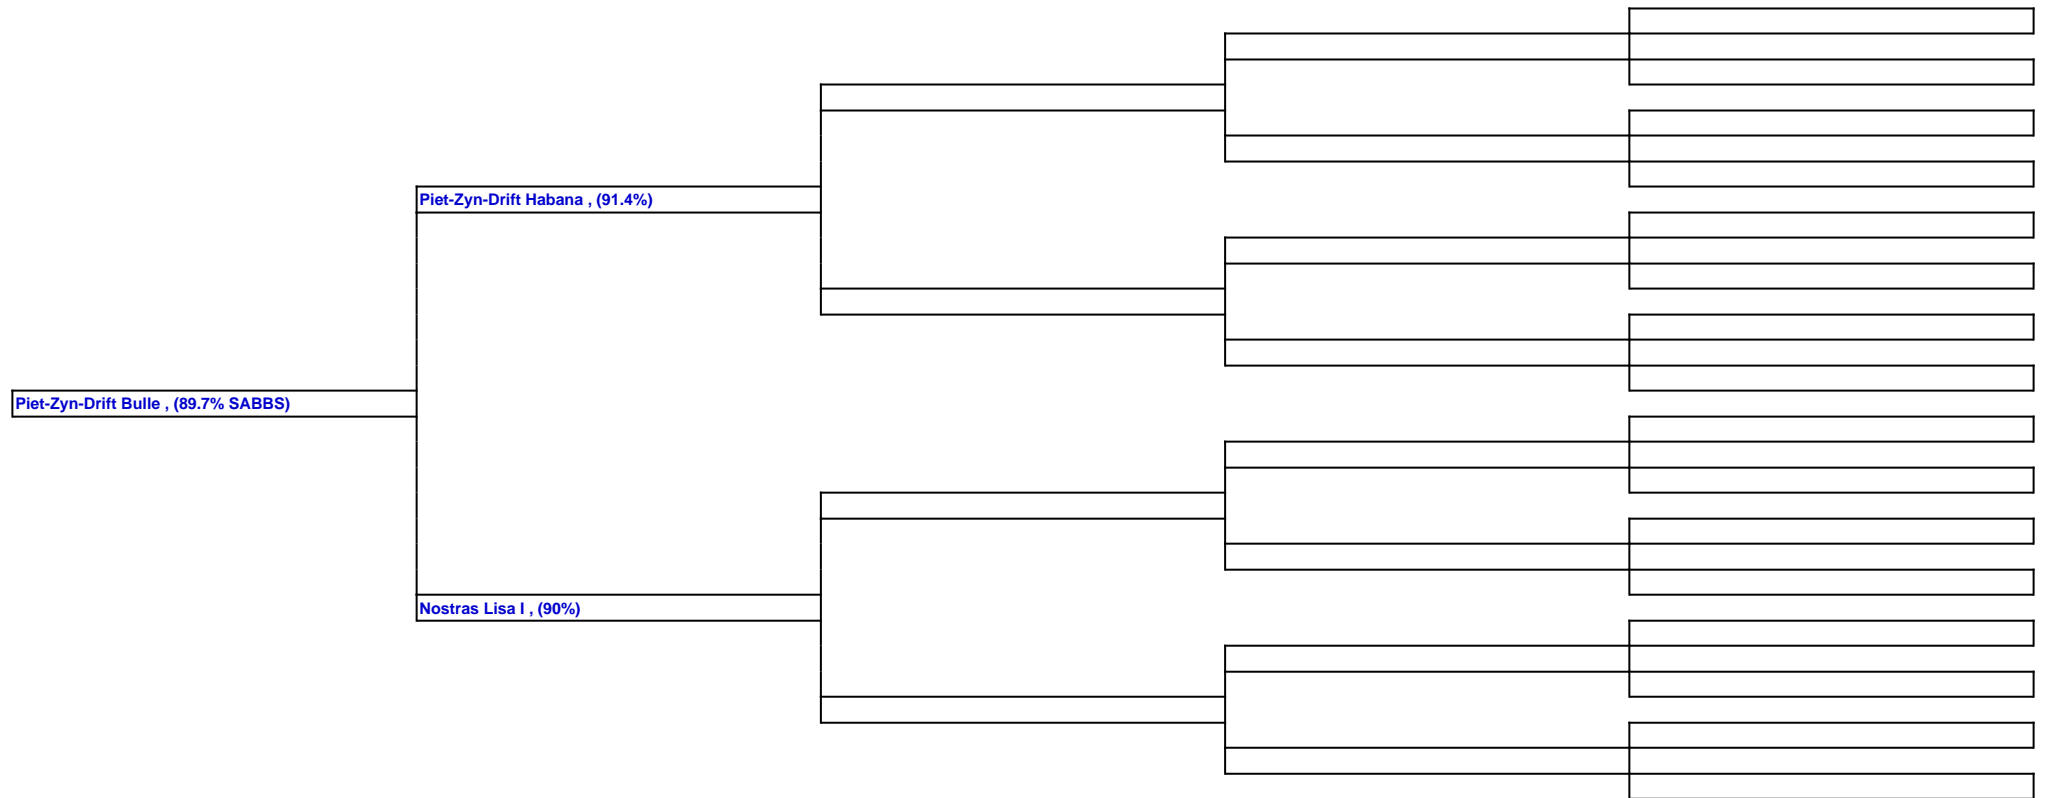 Piet-Zyn-Drift Habana , (91.4%)
Piet-Zyn-Drift Bulle , (89.7% SABBS)
Nostras Lisa I , (90%)